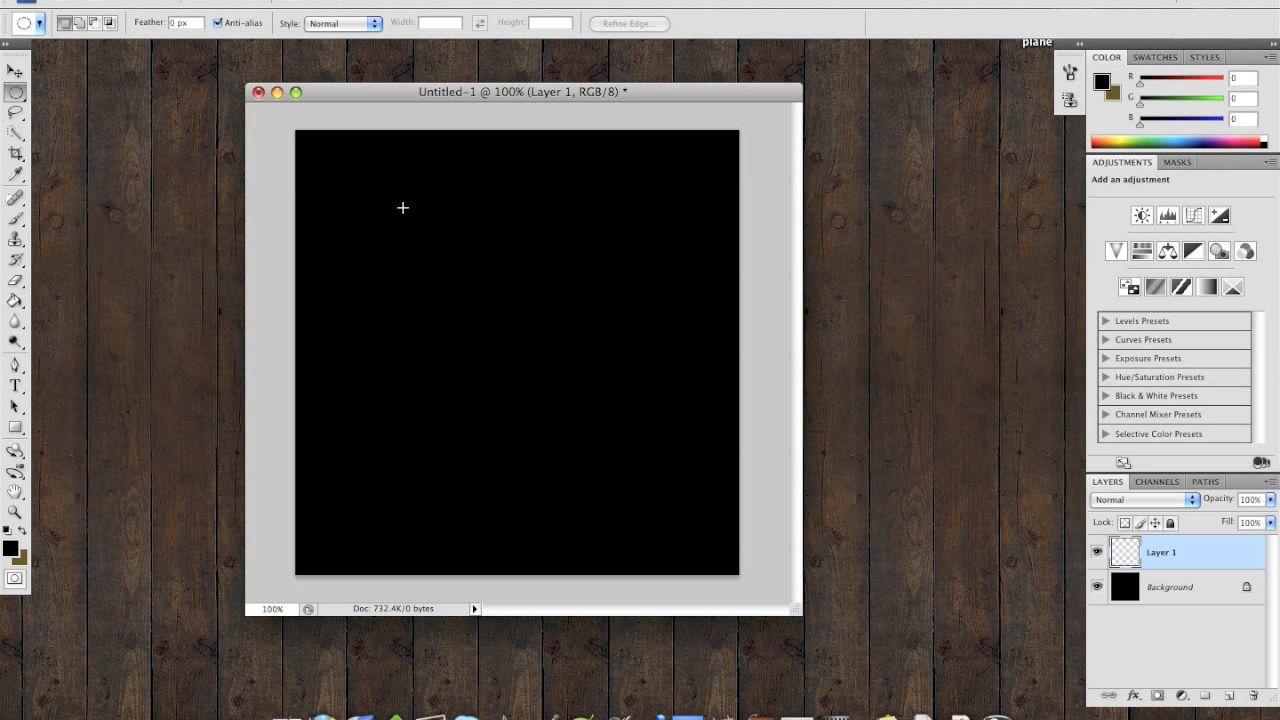 Feather: 0 px Anti-alias Style: Normal Width: Height: Refine Edge...
plane
Untitled-1 @ 100% (Layer 1, RGB/8) *
COLOR SWATCHES STYLES
R 0
G 0
B 0
ADJUSTMENTS MASKS
Add an adjustment
Levels Presets
Curves Presets
Exposure Presets
Hue/Saturation Presets
Black & White Presets
Channel Mixer Presets
Selective Color Presets
LAYERS CHANNELS PATHS
Normal Opacity: 100%
Lock: Fill: 100%
Layer 1
Background
100% Doc: 732.4K/0 bytes